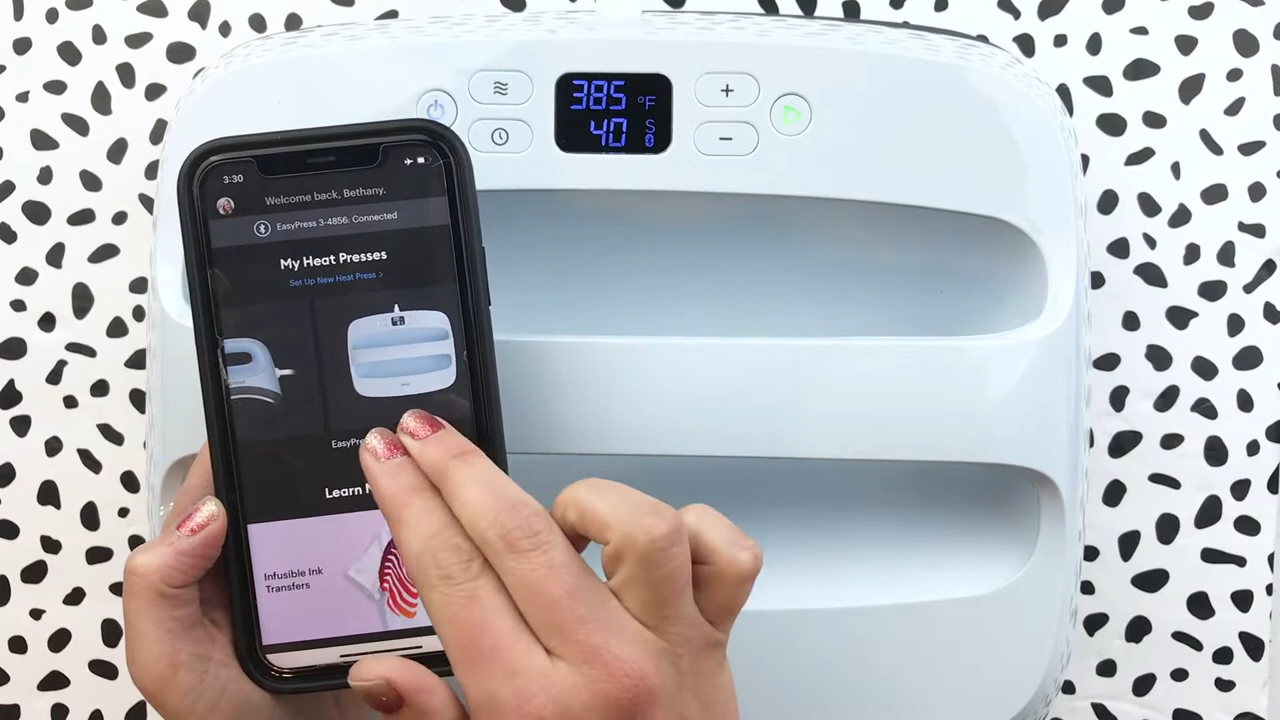 385 °F
40 S
3:30
Welcome back, Bethany.
EasyPress 3-4856: Connected
My Heat Presses
Set Up New Heat Press >
Learn
Infusible Ink
Transfers